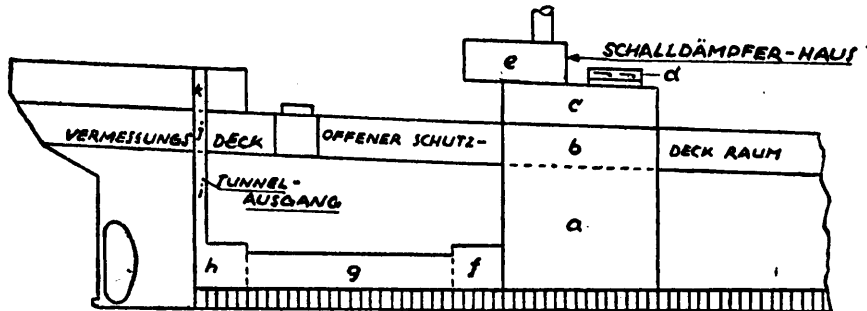 SCHALLDÄMPFER-HAUS
e
d
k
c
VERMESSUNGS DECK OFFENER SCHUTZ- b DECK RAUM
j
i TUNNEL-
AUSGANG
a
h g f